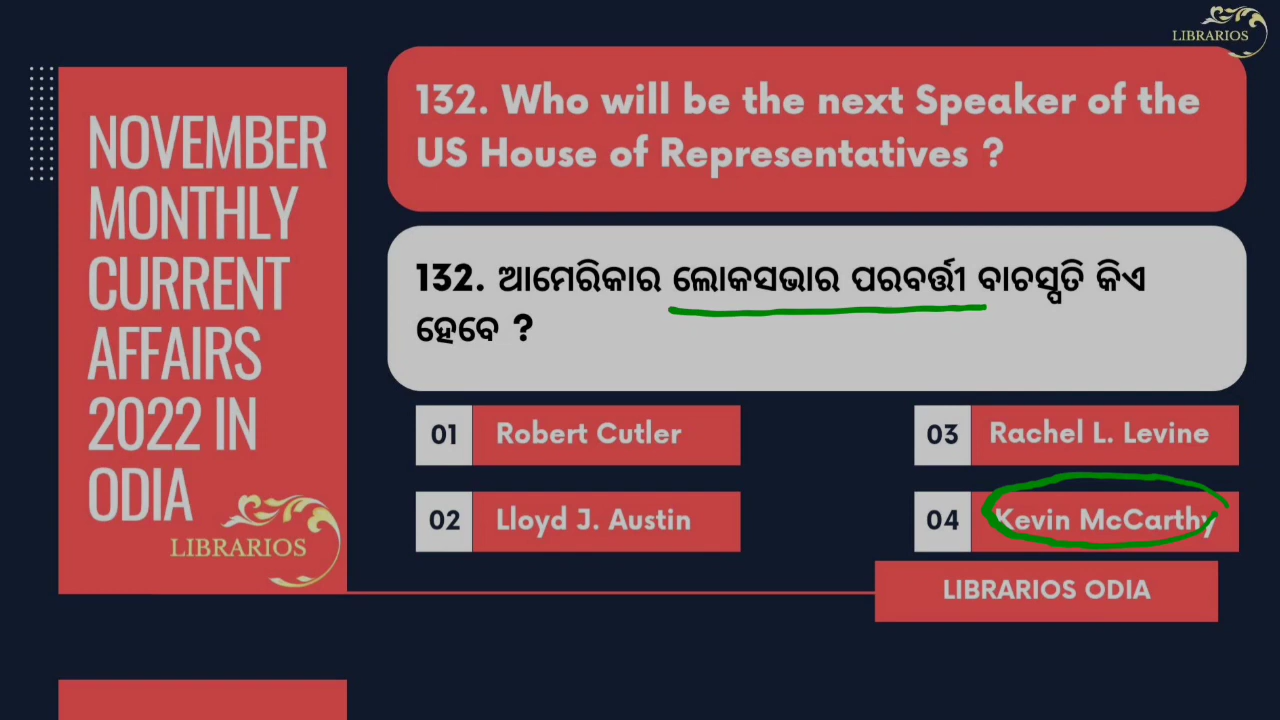 LIBRARIOS
NOVEMBER
MONTHLY
CURRENT
AFFAIRS
2022 IN
ODIA
LIBRARIOS
132. Who will be the next Speaker of the
US House of Representatives ?
132. ଆମେରିକାର ଲୋକସଭାର ପରବର୍ତ୍ତୀ ବାଚସ୍ପତି କିଏ
ହେବେ ?
01 Robert Cutler
02 Lloyd J. Austin
03 Rachel L. Levine
04 Kevin McCarthy
LIBRARIOS ODIA